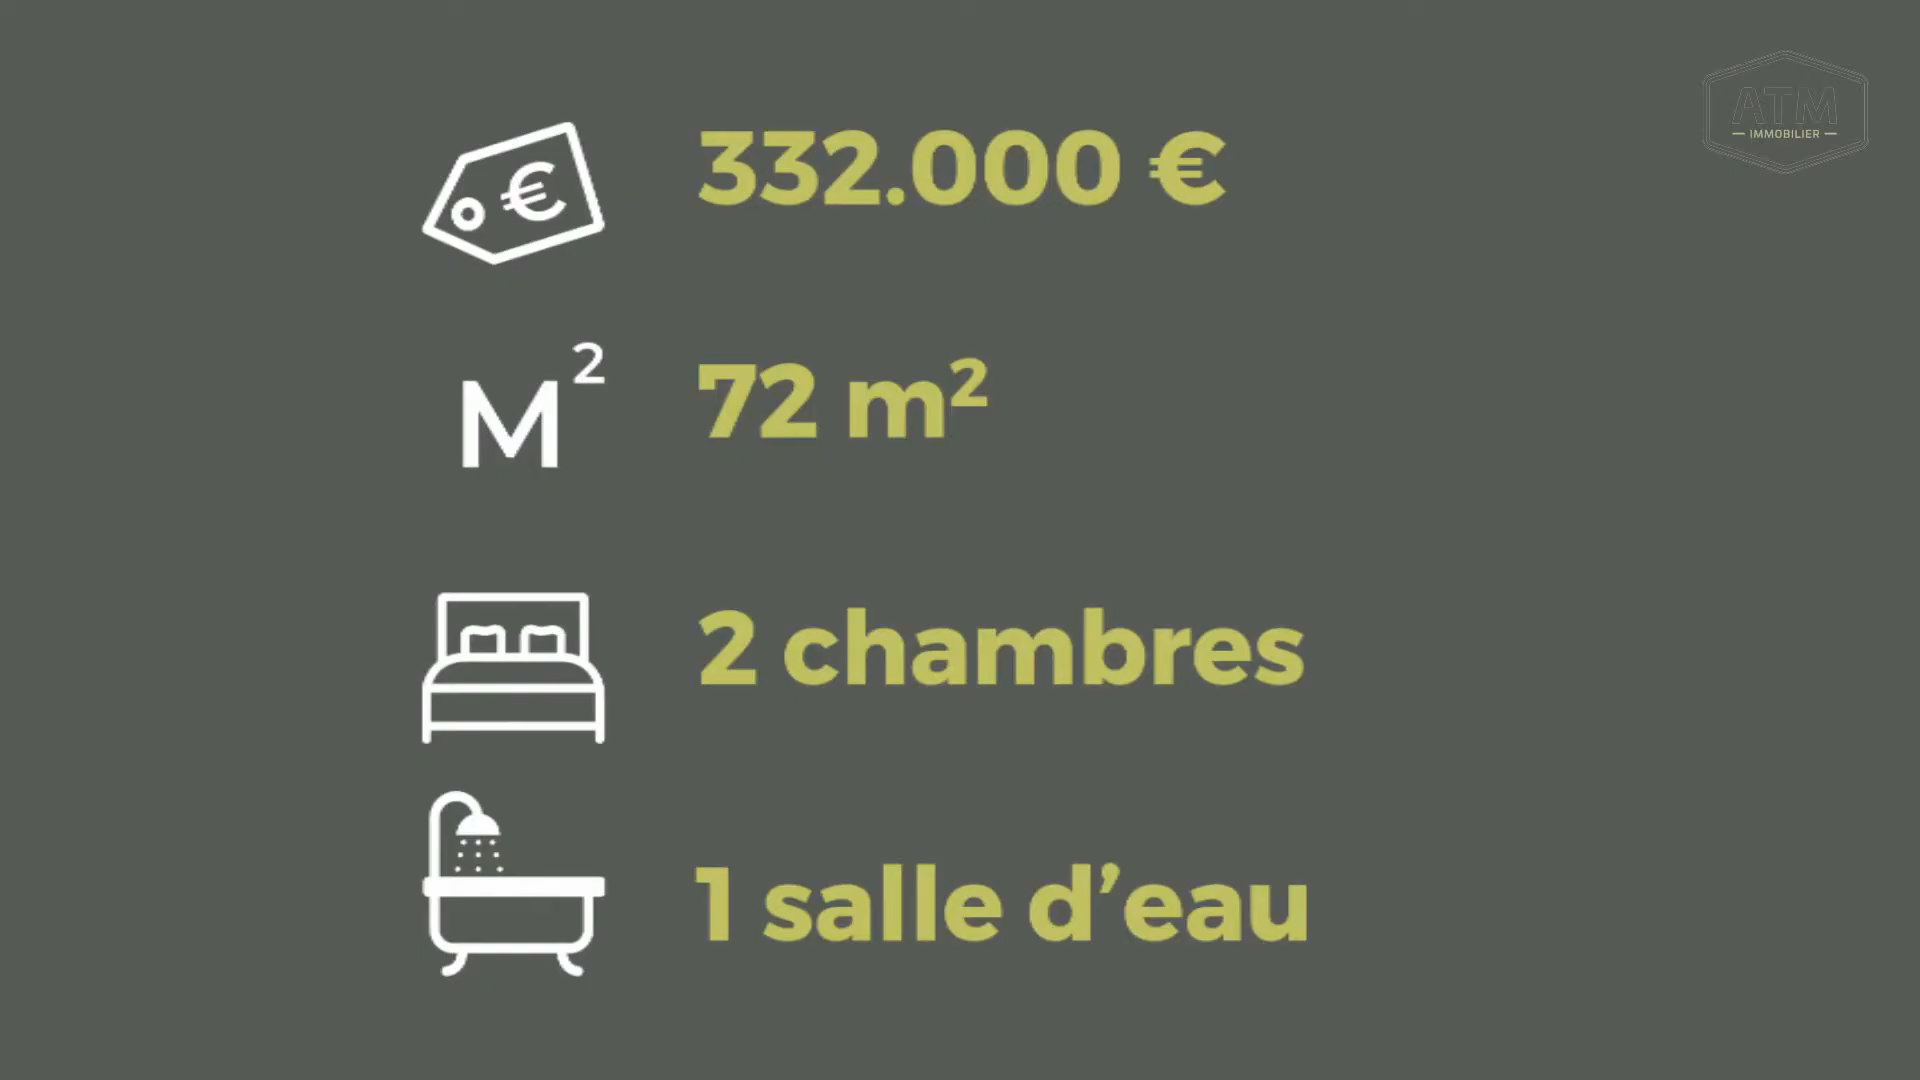 ATM
IMMOBILIER
€ 332.000 €
M² 72 m²
2 chambres
1 salle d’eau